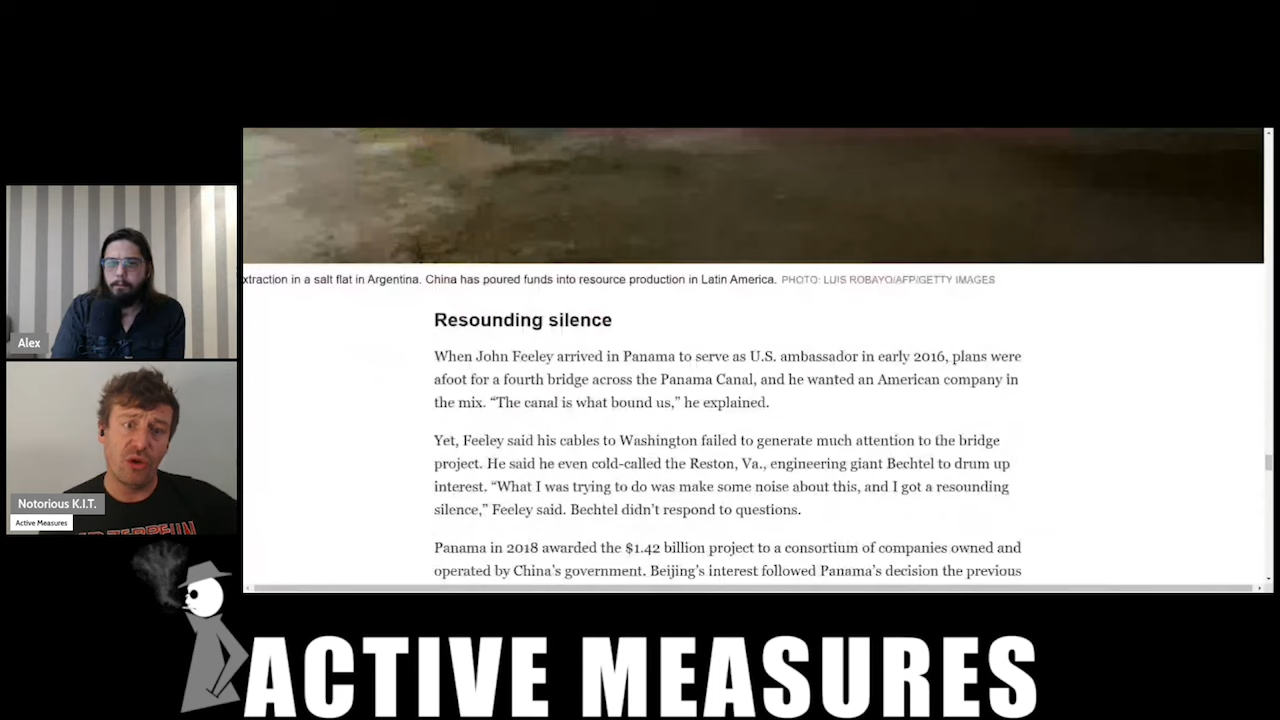 xtraction in a salt flat in Argentina. China has poured funds into resource production in Latin America. PHOTO: LUIS ROBAYO/AFP/GETTY IMAGES
Resounding silence
When John Feeley arrived in Panama to serve as U.S. ambassador in early 2016, plans were
afoot for a fourth bridge across the Panama Canal, and he wanted an American company in
the mix. “The canal is what bound us,” he explained.
Yet, Feeley said his cables to Washington failed to generate much attention to the bridge
project. He said he even cold-called the Reston, Va., engineering giant Bechtel to drum up
interest. “What I was trying to do was make some noise about this, and I got a resounding
silence,” Feeley said. Bechtel didn’t respond to questions.
Panama in 2018 awarded the $1.42 billion project to a consortium of companies owned and
operated by China’s government. Beijing’s interest followed Panama’s decision the previous
Alex
Notorious K.I.T.
Active Measures
ACTIVE MEASURES